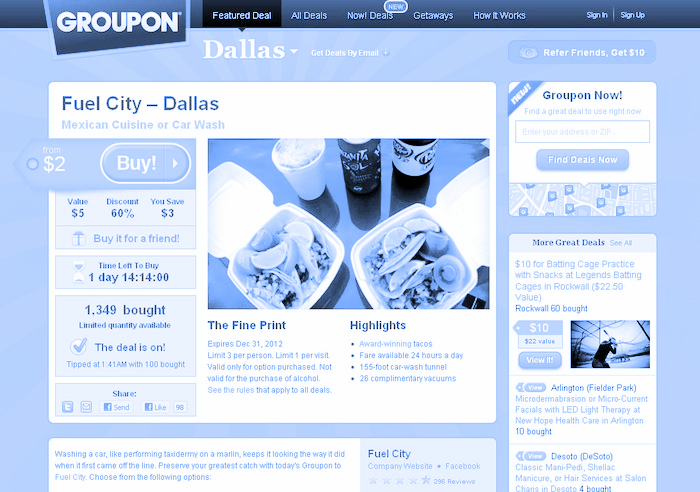 GROUPON
Featured Deal
All Deals
Now! Deals
NEW
Getaways
How It Works
Sign In
Sign Up
Dallas
Get Deals By Email
Refer Friends, Get $10
Fuel City – Dallas
Mexican Cuisine or Car Wash
from
$2
Buy!
Value Discount You Save
$5 60% $3
Buy it for a friend!
Time Left To Buy
1 day 14:14:00
1,349 bought
Limited quantity available
The deal is on!
Tipped at 1:41AM with 100 bought
Share:
Send
Like
98
The Fine Print
Expires Dec 31, 2012
Limit 3 per person. Limit 1 per visit.
Valid only for option purchased. Not
valid for the purchase of alcohol.
See the rules that apply to all deals.
Highlights
• Award-winning tacos
• Fare available 24 hours a day
• 155-foot car-wash tunnel
• 26 complimentary vacuums
Washing a car, like performing taxidermy on a marlin, keeps it looking the way it did
when it first came off the line. Preserve your greatest catch with today's Groupon to
Fuel City. Choose from the following options:
Fuel City
Company Website • Facebook
296 Reviews
new!
Groupon Now!
Find a great deal to use right now
Enter your address or ZIP...
Find Deals Now
More Great Deals See All
$10 for Batting Cage Practice
with Snacks at Legends Batting
Cages in Rockwall ($22.50
Value)
Rockwall 60 bought
$10
$22 value
View It!
View
Arlington (Fielder Park)
Microdermabrasion or Micro-Current
Facials with LED Light Therapy at
New Hope Health Care in Arlington
10 bought
View
Desoto (DeSoto)
Classic Mani-Pedi, Shellac
Manicure, or Hair Services at Salon
Chairs in Desoto 4 bought